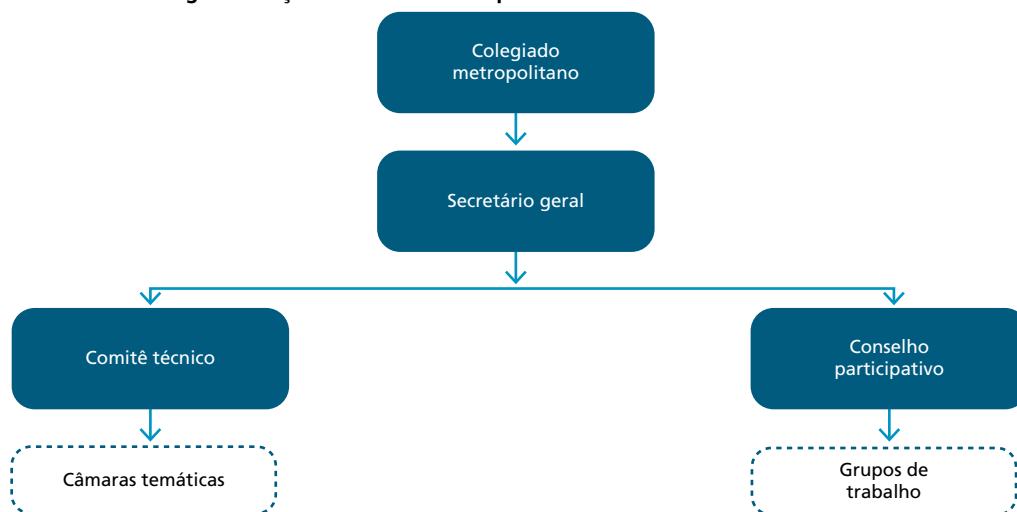 Colegiado
metropolitano
Secretário geral
Comitê técnico
Conselho
participativo
Câmaras temáticas
Grupos de
trabalho